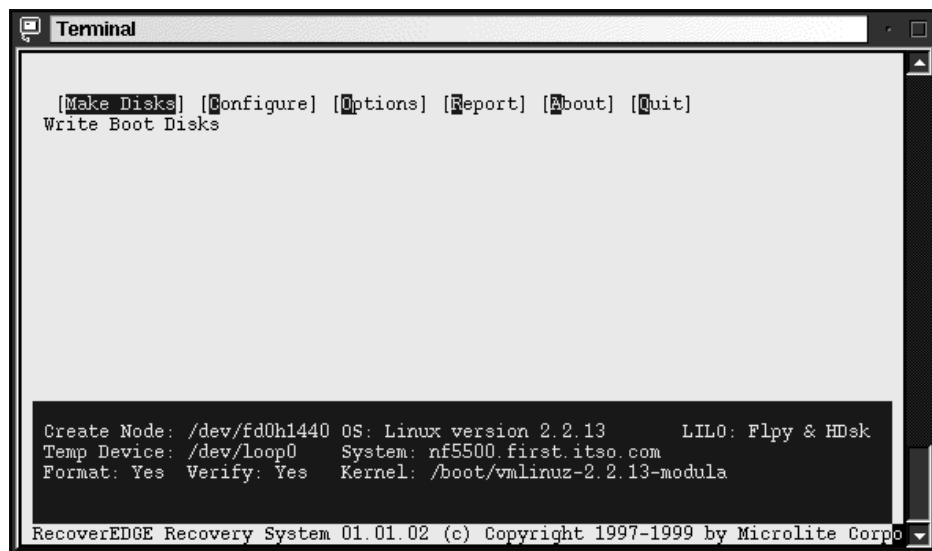 Terminal
[Make Disks] [Configure] [Options] [Report] [About] [Quit]
Write Boot Disks
Create Node: /dev/fd0h1440 OS: Linux version 2.2.13 LILO: Flpy & HDsk
Temp Device: /dev/loop0 System: nf5500.first.itso.com
Format: Yes Verify: Yes Kernel: /boot/vmlinuz-2.2.13-modula
RecoverEDGE Recovery System 01.01.02 (c) Copyright 1997-1999 by Microlite Corpo